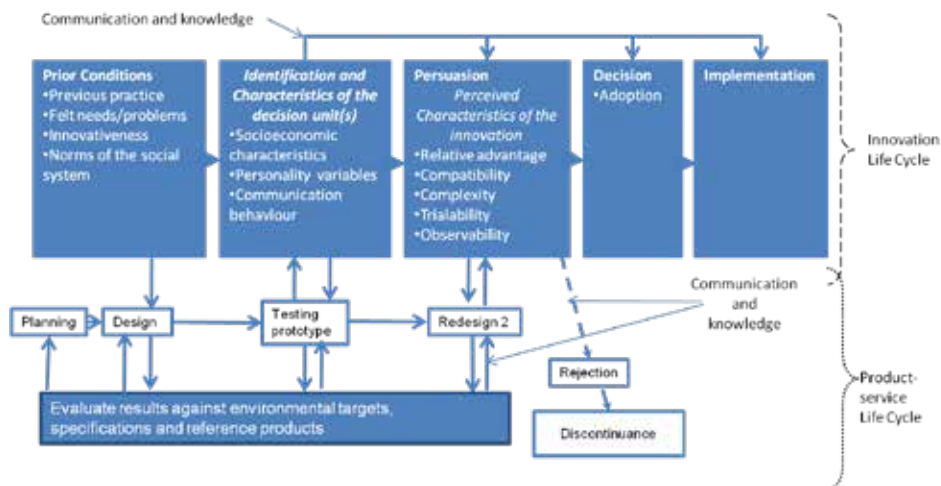 Communication and knowledge
Prior Conditions
•Previous practice
•Felt needs/problems
•Innovativeness
•Norms of the social
system
Identification and
Characteristics of the
decision unit(s)
•Socioeconomic
characteristics
•Personality variables
•Communication
behaviour
Persuasion
Perceived
Characteristics of the
innovation
•Relative advantage
•Compatibility
•Complexity
•Trialability
•Observability
Decision
•Adoption
Implementation
Innovation
Life Cycle
Communication
and
knowledge
Planning
Design
Testing
prototype
Redesign 2
Rejection
Discontinuance
Evaluate results against environmental targets,
specifications and reference products
Product-
service
Life Cycle